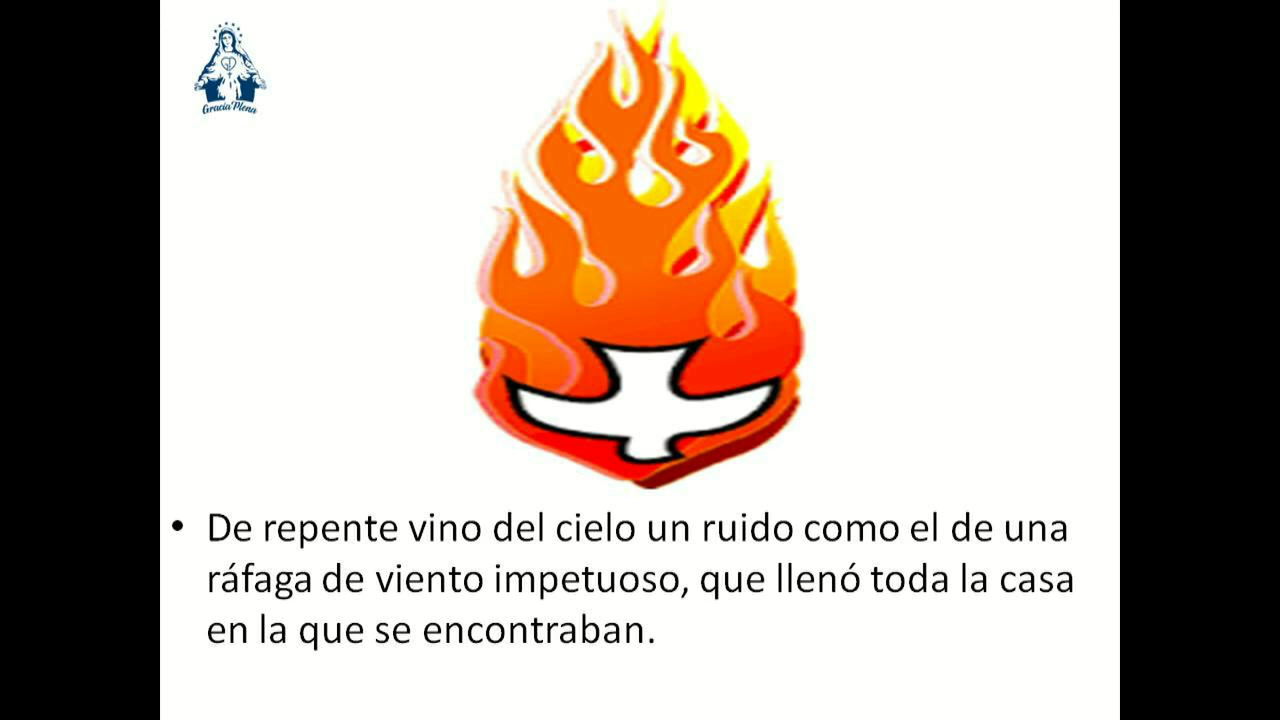 Gracia Plena
• De repente vino del cielo un ruido como el de una
ráfaga de viento impetuoso, que llenó toda la casa
en la que se encontraban.